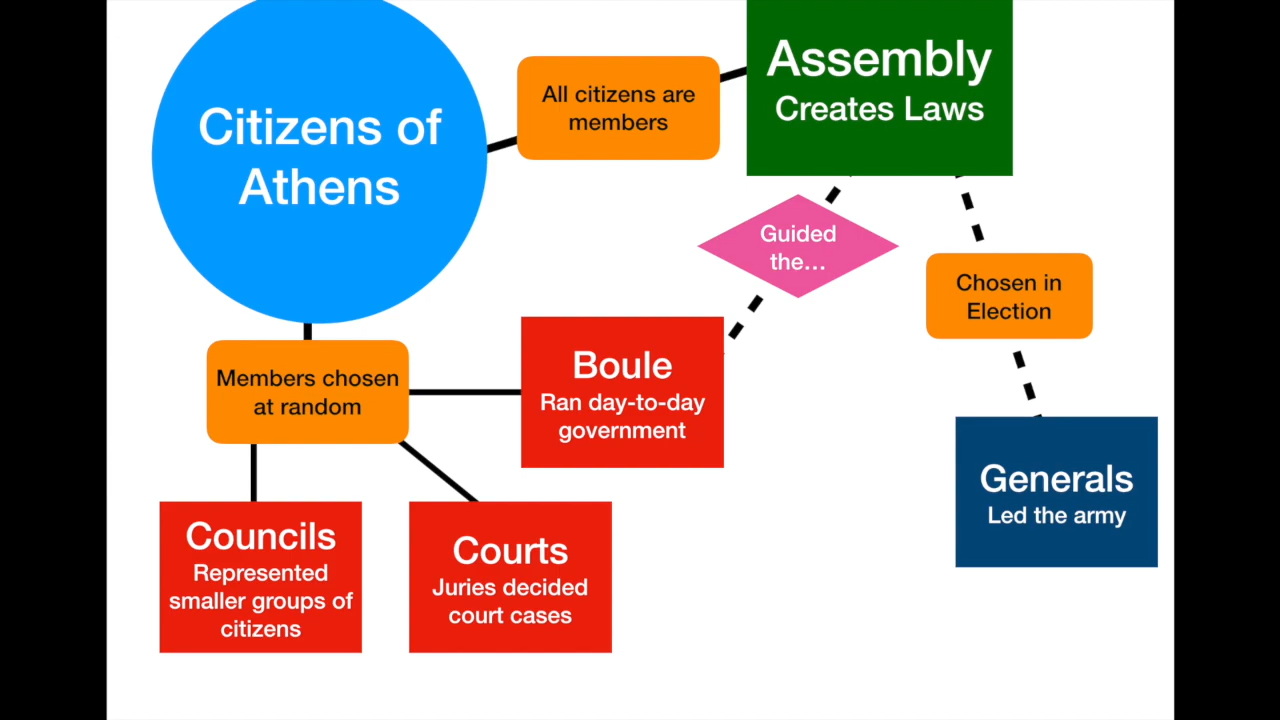 Citizens of
Athens
All citizens are
members
Assembly
Creates Laws
Guided
the...
Chosen in
Election
Members chosen
at random
Boule
Ran day-to-day
government
Generals
Led the army
Councils
Represented
smaller groups of
citizens
Courts
Juries decided
court cases